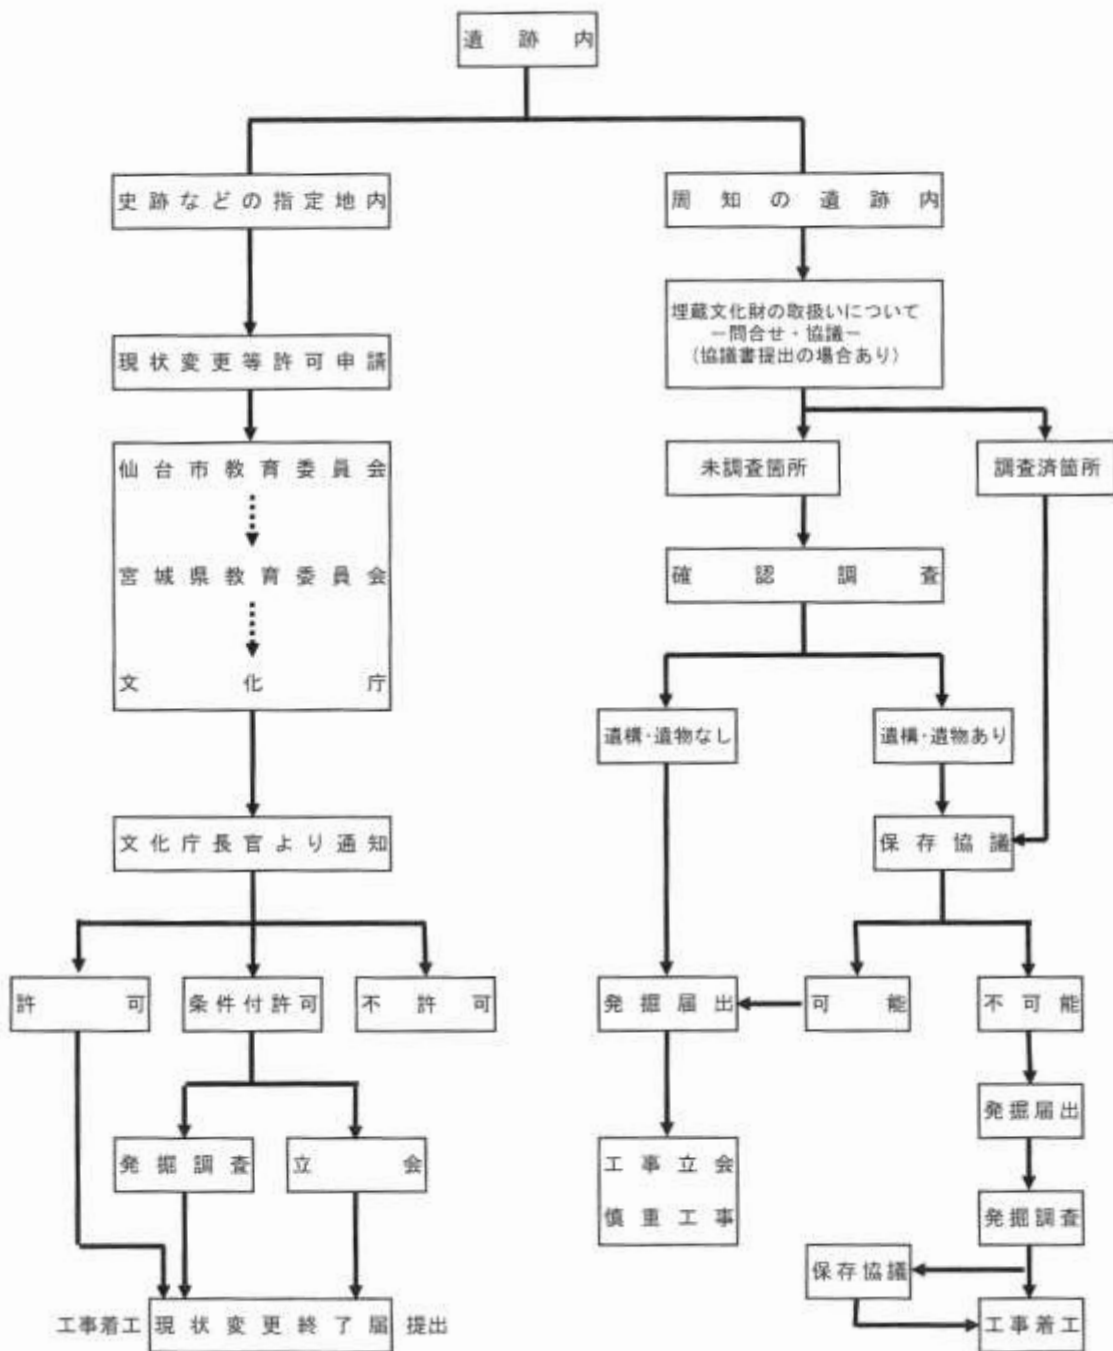 遺跡内
史跡などの指定地内
周知の遺跡内
埋蔵文化財の取扱いについて
－問合せ・協議－
(協議書提出の場合あり)
現状変更等許可申請
仙台市教育委員会
宮城県教育委員会
文化庁
未調査箇所
調査済箇所
確認調査
遺構・遺物なし
遺構・遺物あり
文化庁長官より通知
保存協議
許可
条件付許可
不許可
発掘届出
可能
不可能
発掘届出
発掘調査
立会
工事立会
慎重工事
発掘調査
保存協議
工事着工 現状変更終了届 提出
工事着工